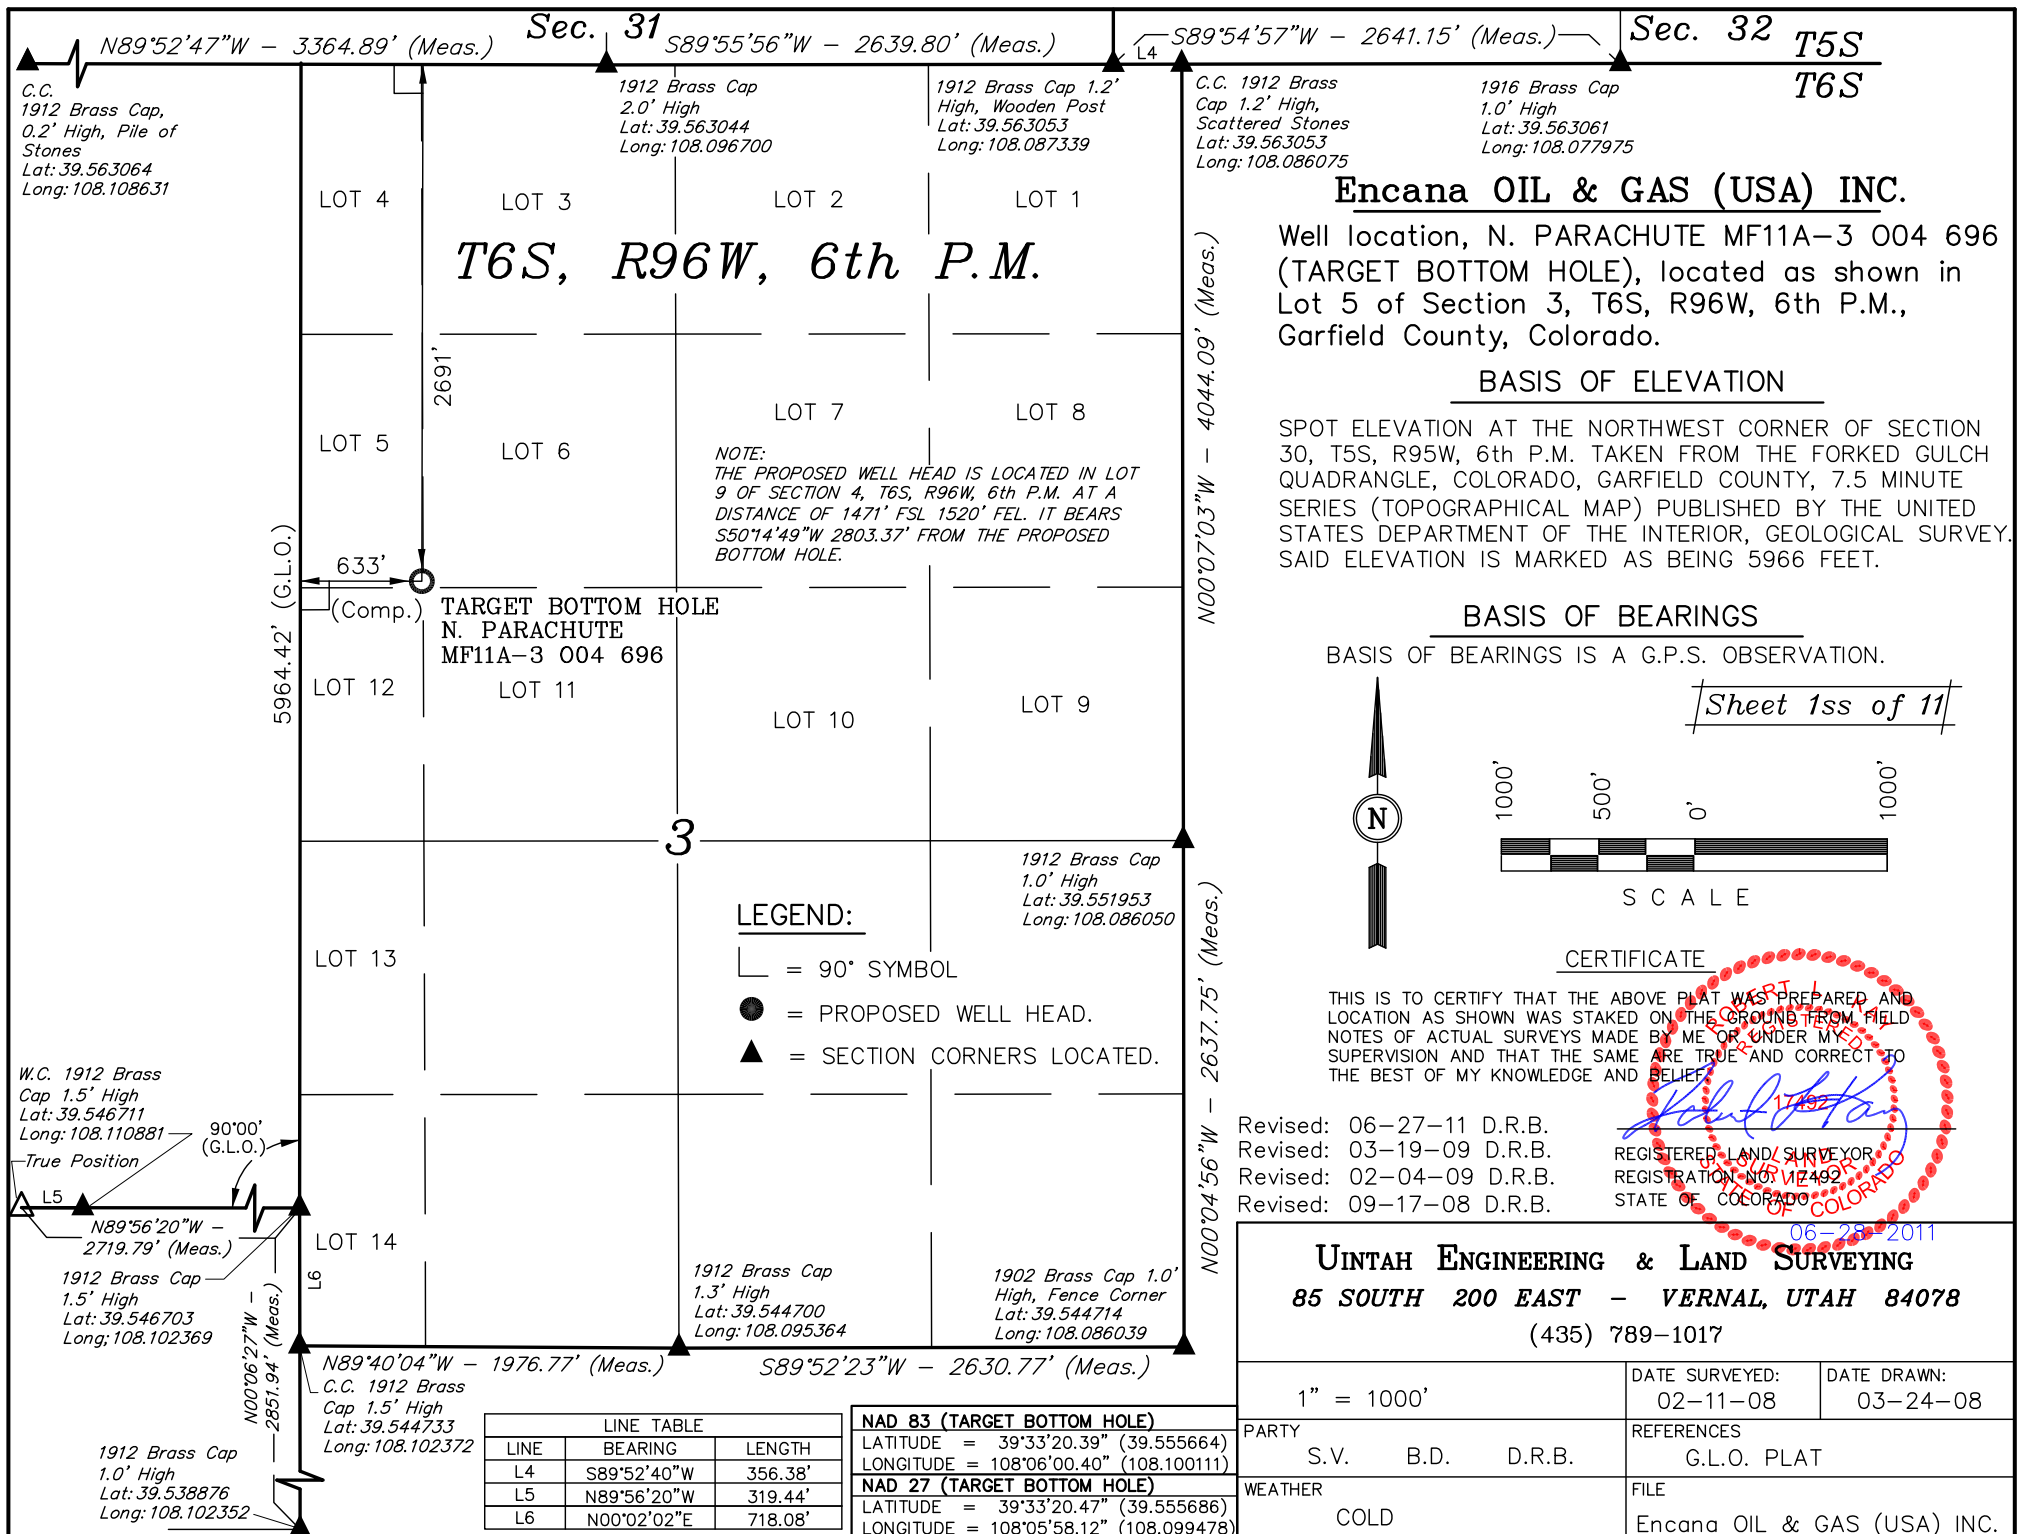 N89°52'47"W – 3364.89' (Meas.)
Sec. 31
S89°55'56"W – 2639.80' (Meas.)
L4
S89°54'57"W – 2641.15' (Meas.)
Sec. 32
T5S
T6S
C.C.
1912 Brass Cap,
0.2' High, Pile of
Stones
Lat: 39.563064
Long: 108.108631
1912 Brass Cap
2.0' High
Lat: 39.563044
Long: 108.096700
1912 Brass Cap 1.2'
High, Wooden Post
Lat: 39.563053
Long: 108.087339
C.C. 1912 Brass
Cap 1.2' High,
Scattered Stones
Lat: 39.563053
Long: 108.086075
1916 Brass Cap
1.0' High
Lat: 39.563061
Long: 108.077975
LOT 4
LOT 3
LOT 2
LOT 1
T6S, R96W, 6th P.M.
2691'
LOT 5
LOT 6
LOT 7
LOT 8
NOTE:
THE PROPOSED WELL HEAD IS LOCATED IN LOT
9 OF SECTION 4, T6S, R96W, 6th P.M. AT A
DISTANCE OF 1471' FSL 1520' FEL. IT BEARS
S50°14'49"W 2803.37' FROM THE PROPOSED
BOTTOM HOLE.
5964.42' (G.L.O.)
633'
(Comp.)
TARGET BOTTOM HOLE
N. PARACHUTE
MF11A–3 O04 696
N00°07'03"W – 4044.09' (Meas.)
LOT 12
LOT 11
LOT 10
LOT 9
3
1912 Brass Cap
1.0' High
Lat: 39.551953
Long: 108.086050
LEGEND:
= 90° SYMBOL
= PROPOSED WELL HEAD.
= SECTION CORNERS LOCATED.
LOT 13
N00°04'56"W – 2637.75' (Meas.)
W.C. 1912 Brass
Cap 1.5' High
Lat: 39.546711
Long: 108.110881
True Position
90°00'
(G.L.O.)
L5
N89°56'20"W –
2719.79' (Meas.)
1912 Brass Cap
1.5' High
Lat: 39.546703
Long; 108.102369
LOT 14
L6
N00°06'27"W –
2851.94' (Meas.)
1912 Brass Cap
1.3' High
Lat: 39.544700
Long: 108.095364
1902 Brass Cap 1.0'
High, Fence Corner
Lat: 39.544714
Long: 108.086039
N89°40'04"W – 1976.77' (Meas.)
S89°52'23"W – 2630.77' (Meas.)
C.C. 1912 Brass
Cap 1.5' High
Lat: 39.544733
Long: 108.102372
1912 Brass Cap
1.0' High
Lat: 39.538876
Long: 108.102352
LINE TABLE
LINE BEARING LENGTH
L4 S89°52'40"W 356.38'
L5 N89°56'20"W 319.44'
L6 N00°02'02"E 718.08'
NAD 83 (TARGET BOTTOM HOLE)
LATITUDE = 39°33'20.39" (39.555664)
LONGITUDE = 108°06'00.40" (108.100111)
NAD 27 (TARGET BOTTOM HOLE)
LATITUDE = 39°33'20.47" (39.555686)
LONGITUDE = 108°05'58.12" (108.099478)
Encana OIL & GAS (USA) INC.
Well location, N. PARACHUTE MF11A–3 O04 696
(TARGET BOTTOM HOLE), located as shown in
Lot 5 of Section 3, T6S, R96W, 6th P.M.,
Garfield County, Colorado.
BASIS OF ELEVATION
SPOT ELEVATION AT THE NORTHWEST CORNER OF SECTION
30, T5S, R95W, 6th P.M. TAKEN FROM THE FORKED GULCH
QUADRANGLE, COLORADO, GARFIELD COUNTY, 7.5 MINUTE
SERIES (TOPOGRAPHICAL MAP) PUBLISHED BY THE UNITED
STATES DEPARTMENT OF THE INTERIOR, GEOLOGICAL SURVEY.
SAID ELEVATION IS MARKED AS BEING 5966 FEET.
BASIS OF BEARINGS
BASIS OF BEARINGS IS A G.P.S. OBSERVATION.
Sheet 1ss of 11
N
1000' 500' 0' 1000'
SCALE
CERTIFICATE
THIS IS TO CERTIFY THAT THE ABOVE PLAT WAS PREPARED AND
LOCATION AS SHOWN WAS STAKED ON THE GROUND FROM FIELD
NOTES OF ACTUAL SURVEYS MADE BY ME OR UNDER MY
SUPERVISION AND THAT THE SAME ARE TRUE AND CORRECT TO
THE BEST OF MY KNOWLEDGE AND BELIEF.
ROBERT L. KAY
REGISTERED
17492
LAND
SURVEYOR
STATE OF COLORADO
REGISTERED LAND SURVEYOR
REGISTRATION NO. 17492
STATE OF COLORADO
06–28–2011
Revised: 06–27–11 D.R.B.
Revised: 03–19–09 D.R.B.
Revised: 02–04–09 D.R.B.
Revised: 09–17–08 D.R.B.
UINTAH ENGINEERING & LAND SURVEYING
85 SOUTH 200 EAST – VERNAL, UTAH 84078
(435) 789–1017
1" = 1000'
DATE SURVEYED:
02–11–08
DATE DRAWN:
03–24–08
PARTY
S.V. B.D. D.R.B.
REFERENCES
G.L.O. PLAT
WEATHER
COLD
FILE
Encana OIL & GAS (USA) INC.